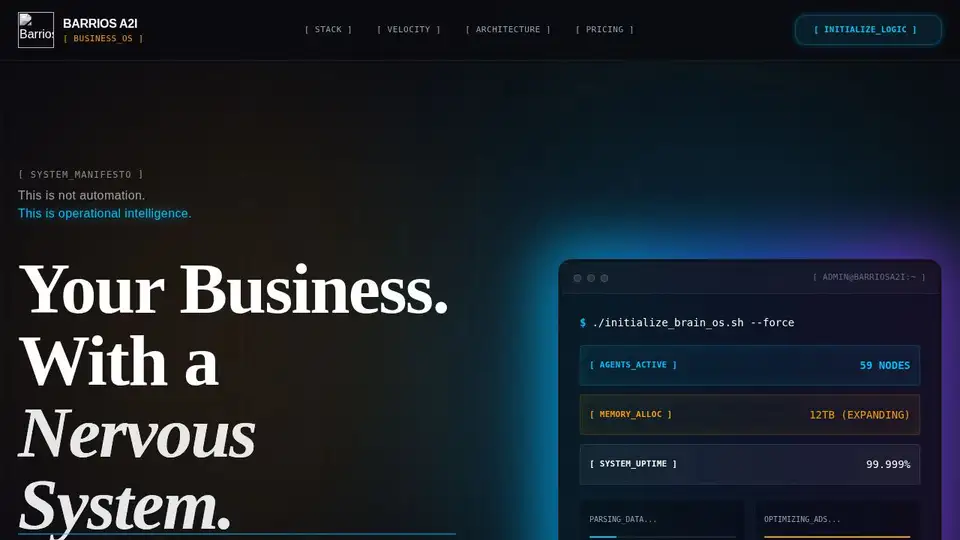 Barrios
BARRIOS A2I
[ BUSINESS_OS ]
[ STACK ]
[ VELOCITY ]
[ ARCHITECTURE ]
[ PRICING ]
[ INITIALIZE_LOGIC ]
[ SYSTEM_MANIFESTO ]
This is not automation.
This is operational intelligence.
Your Business.
With a
Nervous
System.
[ ADMIN@BARRIOSA2I:~ ]
$ ./initialize_brain_os.sh --force
[ AGENTS_ACTIVE ] 59 NODES
[ MEMORY_ALLOC ] 12TB (EXPANDING)
[ SYSTEM_UPTIME ] 99.999%
PARSING_DATA...
OPTIMIZING_ADS...